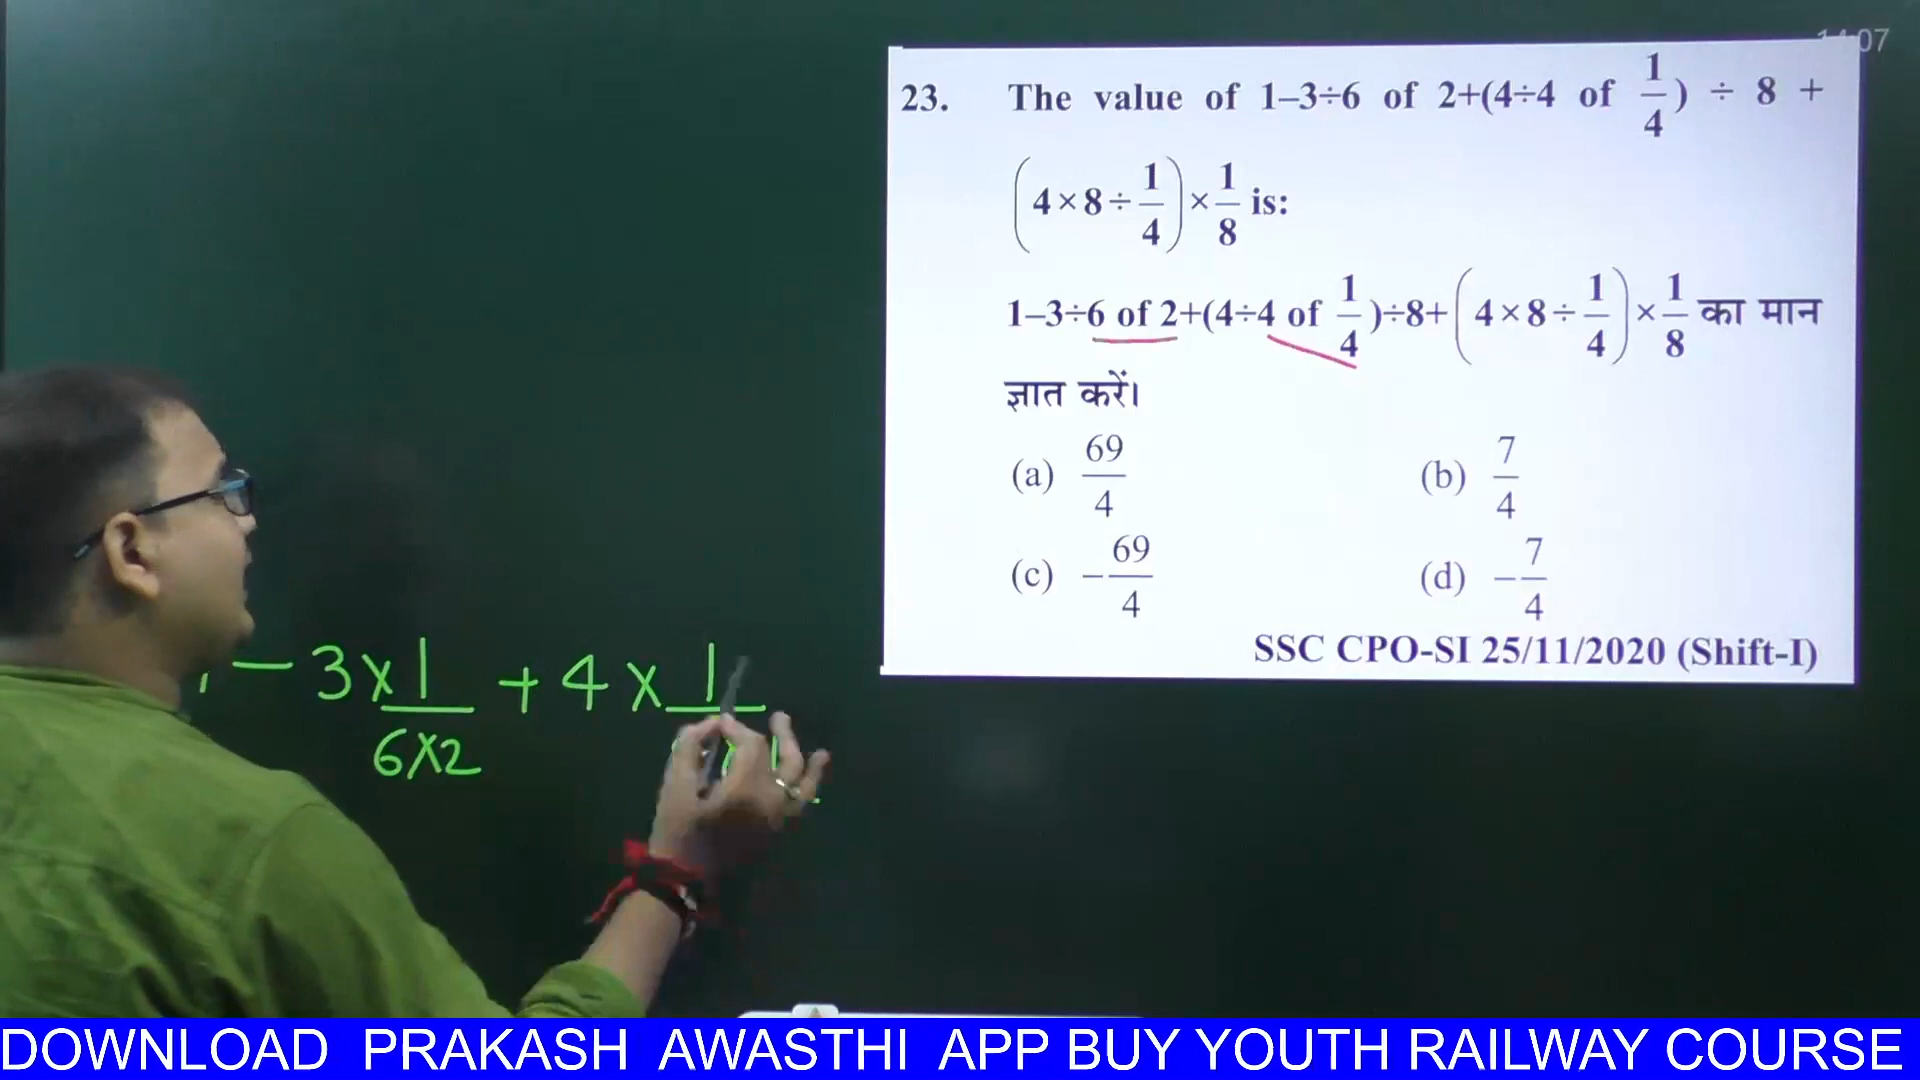 14:07
23. The value of 1–3÷6 of 2+(4÷4 of 1/4) ÷ 8 +
(4×8÷1/4)×1/8 is:
1–3÷6 of 2+(4÷4 of 1/4)÷8+(4×8÷1/4)×1/8 का मान
ज्ञात करें।
(a) 69/4 (b) 7/4
(c) –69/4 (d) –7/4
SSC CPO-SI 25/11/2020 (Shift-I)
– 3×1/6×2 + 4×1
DOWNLOAD PRAKASH AWASTHI APP BUY YOUTH RAILWAY COURSE